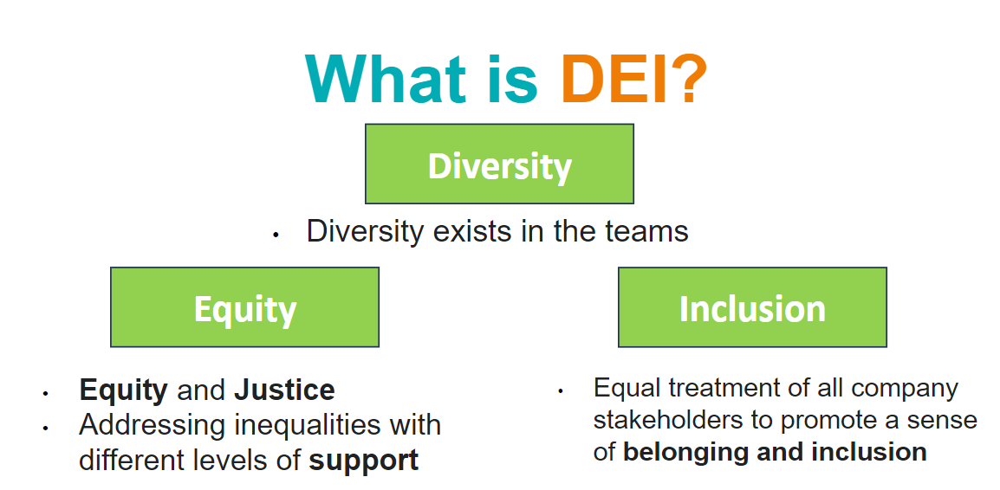 What is DEI?
Diversity
• Diversity exists in the teams
Equity
• Equity and Justice
• Addressing inequalities with
different levels of support
Inclusion
• Equal treatment of all company
stakeholders to promote a sense
of belonging and inclusion